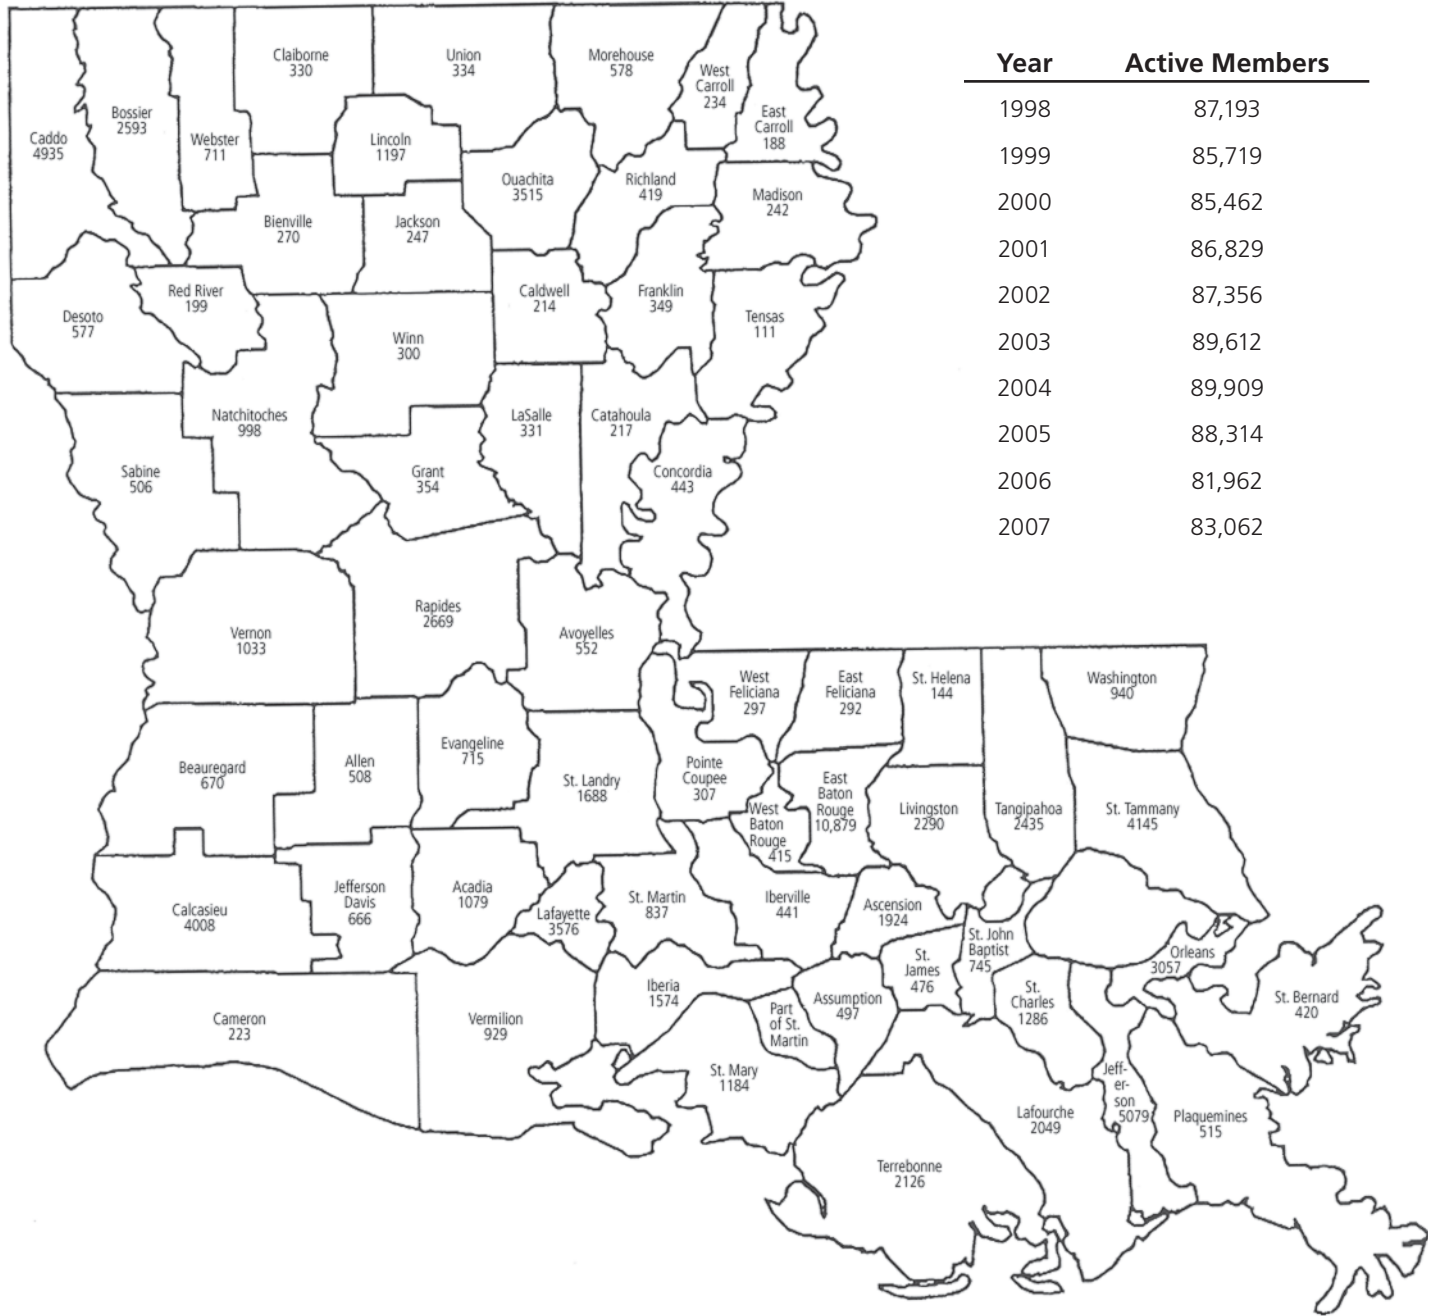 Year Active Members
1998 87,193
1999 85,719
2000 85,462
2001 86,829
2002 87,356
2003 89,612
2004 89,909
2005 88,314
2006 81,962
2007 83,062
Caddo
4935
Bossier
2593
Webster
711
Claiborne
330
Union
334
Morehouse
578
West
Carroll
234
East
Carroll
188
Lincoln
1197
Ouachita
3515
Richland
419
Madison
242
Bienville
270
Jackson
247
Desoto
577
Red River
199
Caldwell
214
Franklin
349
Tensas
111
Winn
300
Natchitoches
998
Sabine
506
Grant
354
LaSalle
331
Catahoula
217
Concordia
443
Vernon
1033
Rapides
2669
Avoyelles
552
Beauregard
670
Allen
508
Evangeline
715
St. Landry
1688
Pointe
Coupee
307
West
Feliciana
297
East
Feliciana
292
St. Helena
144
Washington
940
West
Baton
Rouge
415
East
Baton
Rouge
10,879
Livingston
2290
Tangipahoa
2435
St. Tammany
4145
Calcasieu
4008
Jefferson
Davis
666
Acadia
1079
Lafayette
3576
St. Martin
837
Iberville
441
Ascension
1924
St.
James
476
St. John
Baptist
745
Orleans
3057
St. Bernard
420
Cameron
223
Vermilion
929
Iberia
1574
Part
of St.
Martin
Assumption
497
St.
Charles
1286
St. Mary
1184
Jeff-
er-
son
5079
Lafourche
2049
Plaquemines
515
Terrebonne
2126